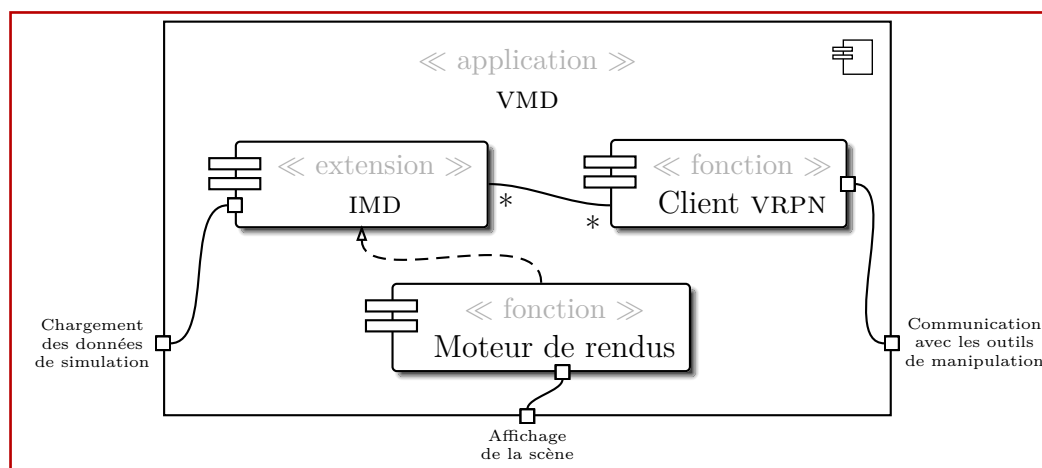 ≪ application ≫
VMD
≪ extension ≫
IMD
≪ fonction ≫
Client VRPN
*
*
≪ fonction ≫
Moteur de rendus
Chargement
des données
de simulation
Communication
avec les outils
de manipulation
Affichage
de la scène